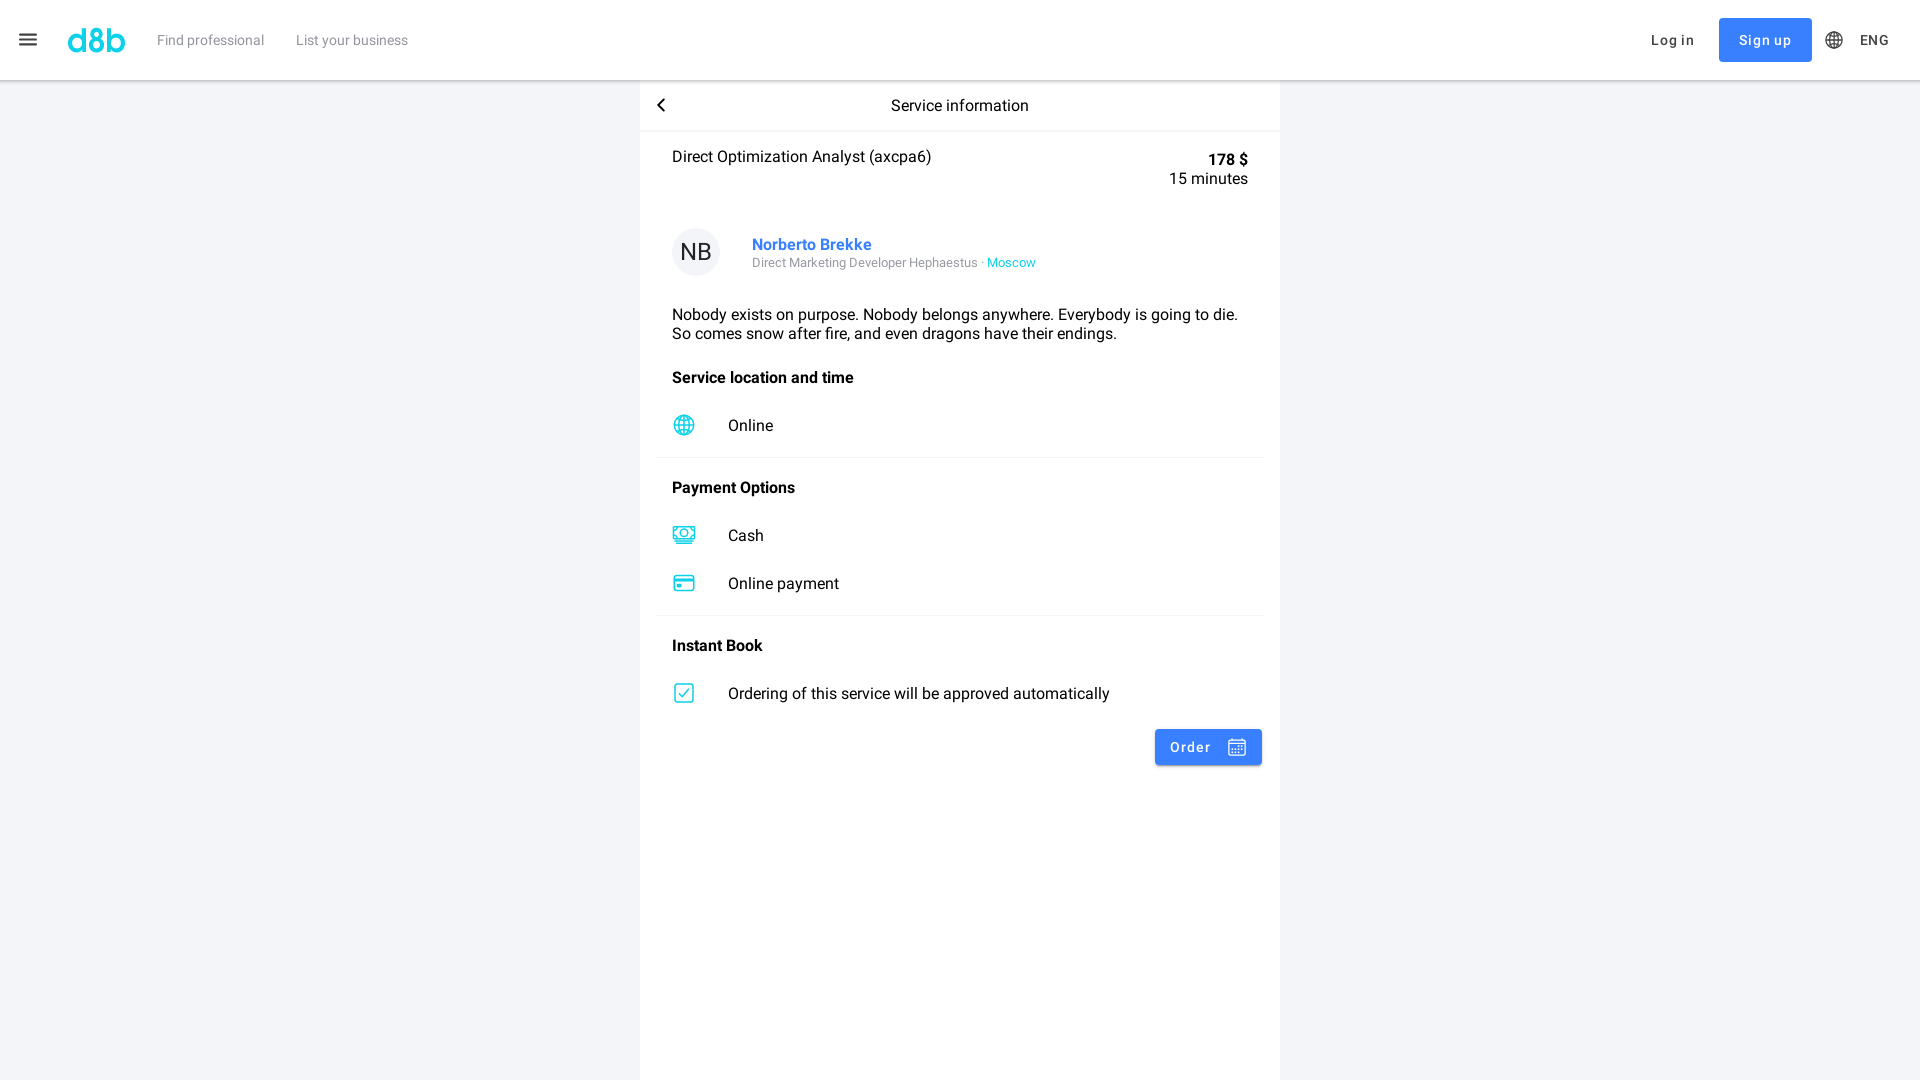 d8b
Find professional
List your business
Log in
Sign up
ENG
Service information
Direct Optimization Analyst (axcpa6)
178 $
15 minutes
NB
Norberto Brekke
Direct Marketing Developer Hephaestus · Moscow
Nobody exists on purpose. Nobody belongs anywhere. Everybody is going to die.
So comes snow after fire, and even dragons have their endings.
Service location and time
Online
Payment Options
Cash
Online payment
Instant Book
Ordering of this service will be approved automatically
Order